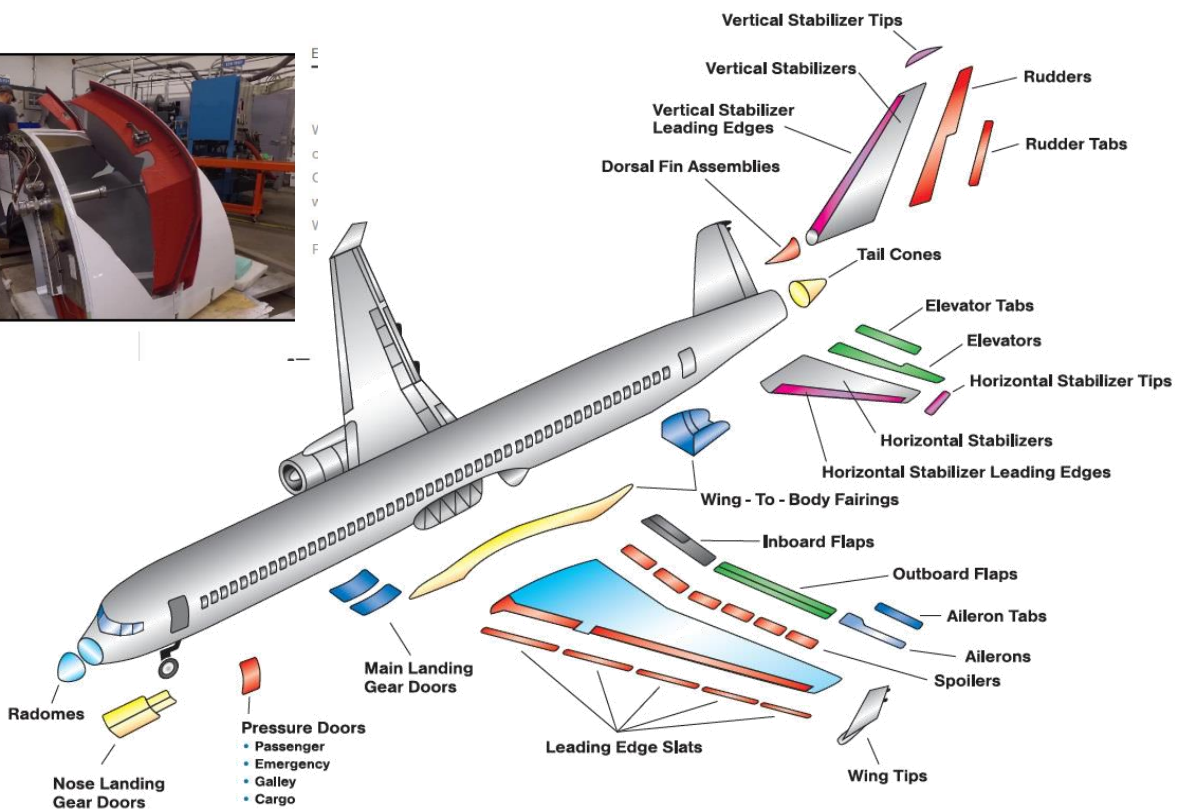 Vertical Stabilizer Tips
Vertical Stabilizers
Rudders
Vertical Stabilizer
Leading Edges
Rudder Tabs
Dorsal Fin Assemblies
Tail Cones
Elevator Tabs
Elevators
Horizontal Stabilizer Tips
Horizontal Stabilizers
Horizontal Stabilizer Leading Edges
Wing - To - Body Fairings
Inboard Flaps
Outboard Flaps
Aileron Tabs
Ailerons
Spoilers
Main Landing
Gear Doors
Radomes
Pressure Doors
• Passenger
• Emergency
• Galley
• Cargo
Leading Edge Slats
Wing Tips
Nose Landing
Gear Doors